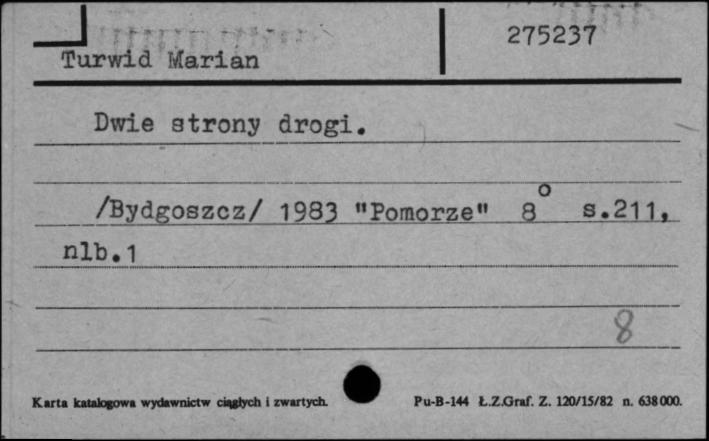 275237
Turwid Marian
Dwie strony drogi.
/Bydgoszcz/ 1983 "Pomorze" 8° s.211,
nlb.1
8
Karta katalogowa wydawnictw ciągłych i zwartych. Pu-B-144 Ł.Z.Graf. Z. 120/15/82 n. 638000.